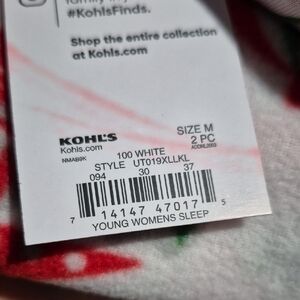 #KohlsFinds.
Shop the entire collection
at Kohls.com
KOHL'S
Kohls.com
SIZE M
2 PC
NMAB9K
100 WHITE
STYLE UT019XLLKL
094 30 37
7 14147 47017 5
YOUNG WOMENS SLEEP